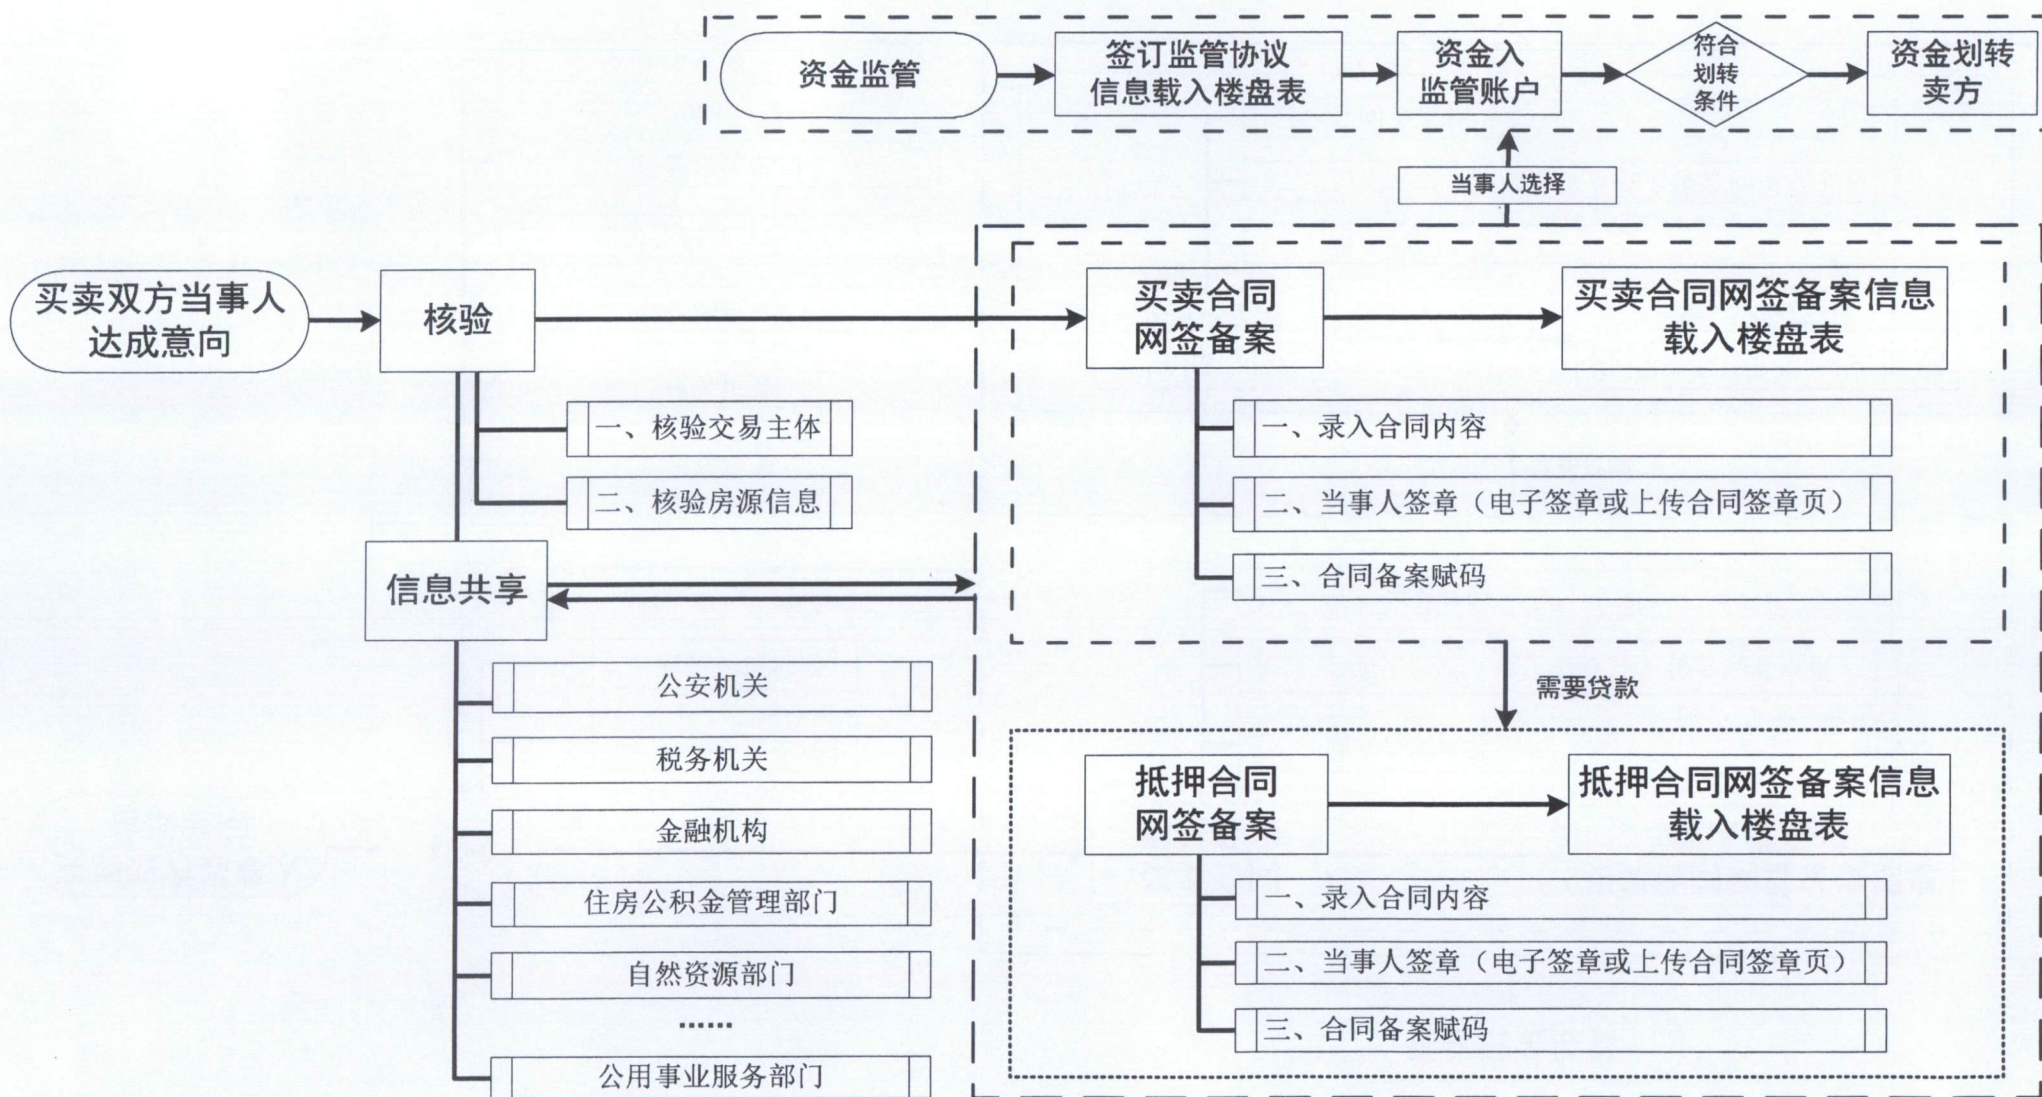 资金监管
签订监管协议
信息载入楼盘表
资金入
监管账户
符合
划转
条件
资金划转
卖方
当事人选择
买卖双方当事人
达成意向
核验
一、核验交易主体
二、核验房源信息
买卖合同
网签备案
买卖合同网签备案信息
载入楼盘表
一、录入合同内容
二、当事人签章（电子签章或上传合同签章页）
三、合同备案赋码
信息共享
公安机关
税务机关
金融机构
住房公积金管理部门
自然资源部门
……
公用事业服务部门
需要贷款
抵押合同
网签备案
抵押合同网签备案信息
载入楼盘表
一、录入合同内容
二、当事人签章（电子签章或上传合同签章页）
三、合同备案赋码